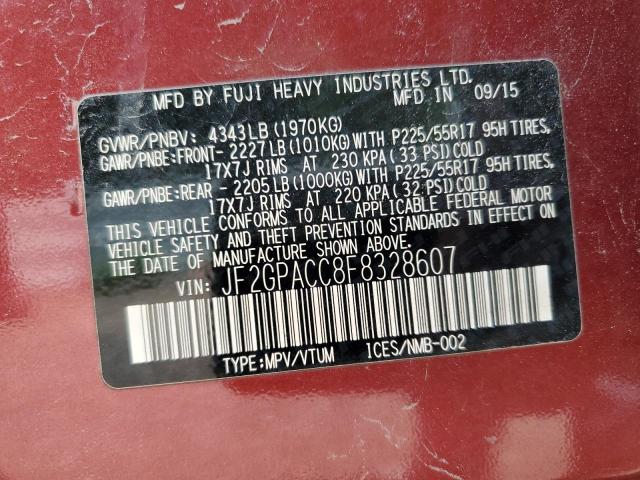 MFD BY FUJI HEAVY INDUSTRIES LTD.
MFD IN 09/15
GVWR/PNBV: 4343LB (1970KG)
GAWR/PNBE:FRONT- 2227LB (1010KG)WITH P225/55R17 95H TIRES,
17X7J RIMS AT 230 KPA (33 PSI)COLD
GAWR/PNBE:REAR - 2205LB (1000KG)WITH P225/55R17 95H TIRES,
17X7J RIMS AT 220 KPA (32 PSI)COLD
THIS VEHICLE CONFORMS TO ALL APPLICABLE FEDERAL MOTOR
VEHICLE SAFETY AND THEFT PREVENTION STANDARDS IN EFFECT ON
THE DATE OF MANUFACTURE SHOWN ABOVE.
VIN: JF2GPACC8F8328607
TYPE:MPV/VTUM ICES/NMB-002